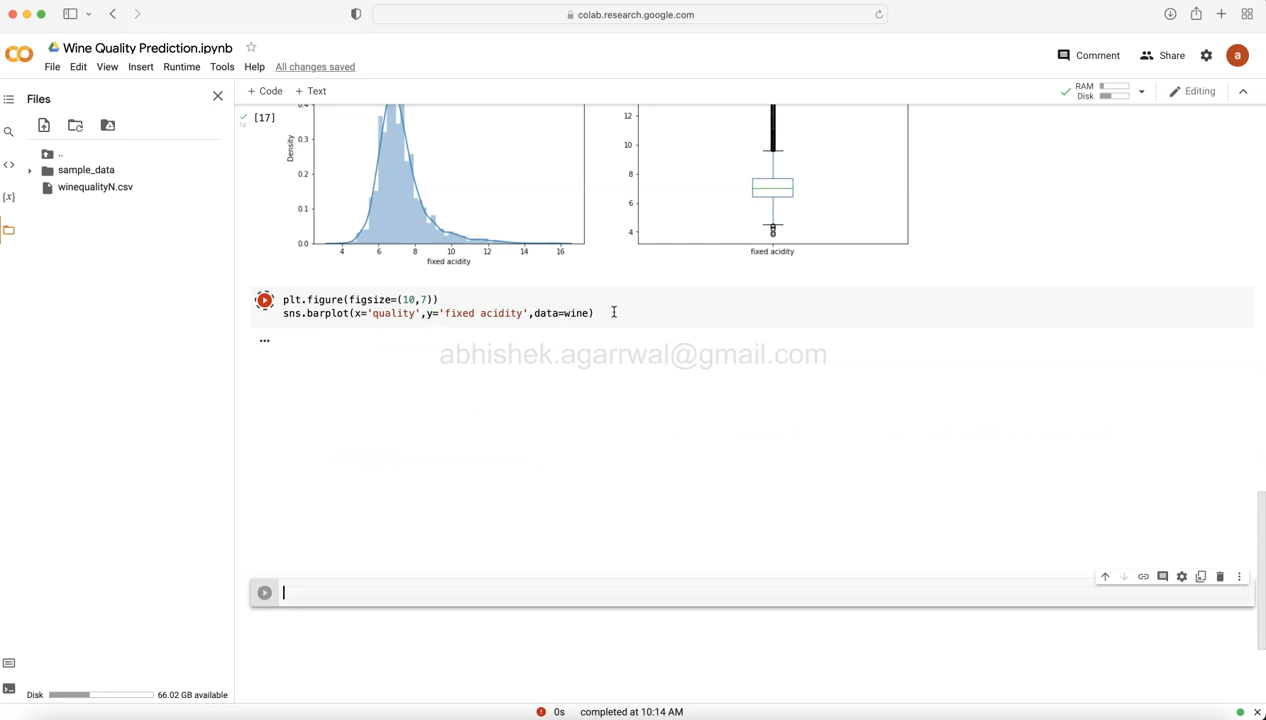 colab.research.google.com
Wine Quality Prediction.ipynb
File Edit View Insert Runtime Tools Help All changes saved
Comment
Share
a
Files
+ Code + Text
RAM
Disk
Editing
..
sample_data
winequalityN.csv
{x}
[17]
1s
0.4
0.3
0.2
0.1
0.0
Density
4 6 8 10 12 14 16
fixed acidity
12
10
8
6
4
fixed acidity
plt.figure(figsize=(10,7))
sns.barplot(x='quality',y='fixed acidity',data=wine)
...
abhishek.agarrwal@gmail.com
Disk 66.02 GB available
0s completed at 10:14 AM